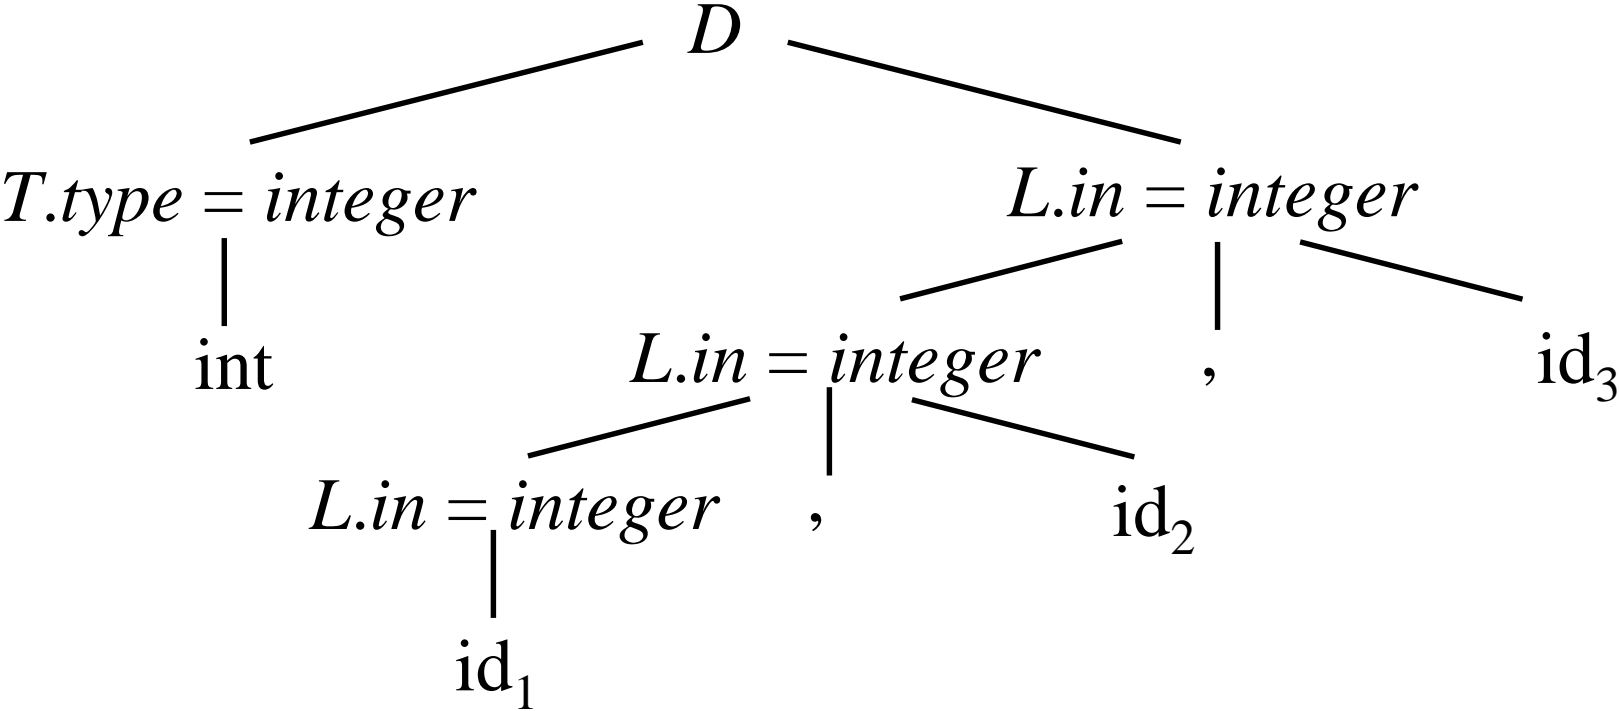 D
T.type = integer L.in = integer
int L.in = integer , id₃
L.in = integer , id₂
id₁